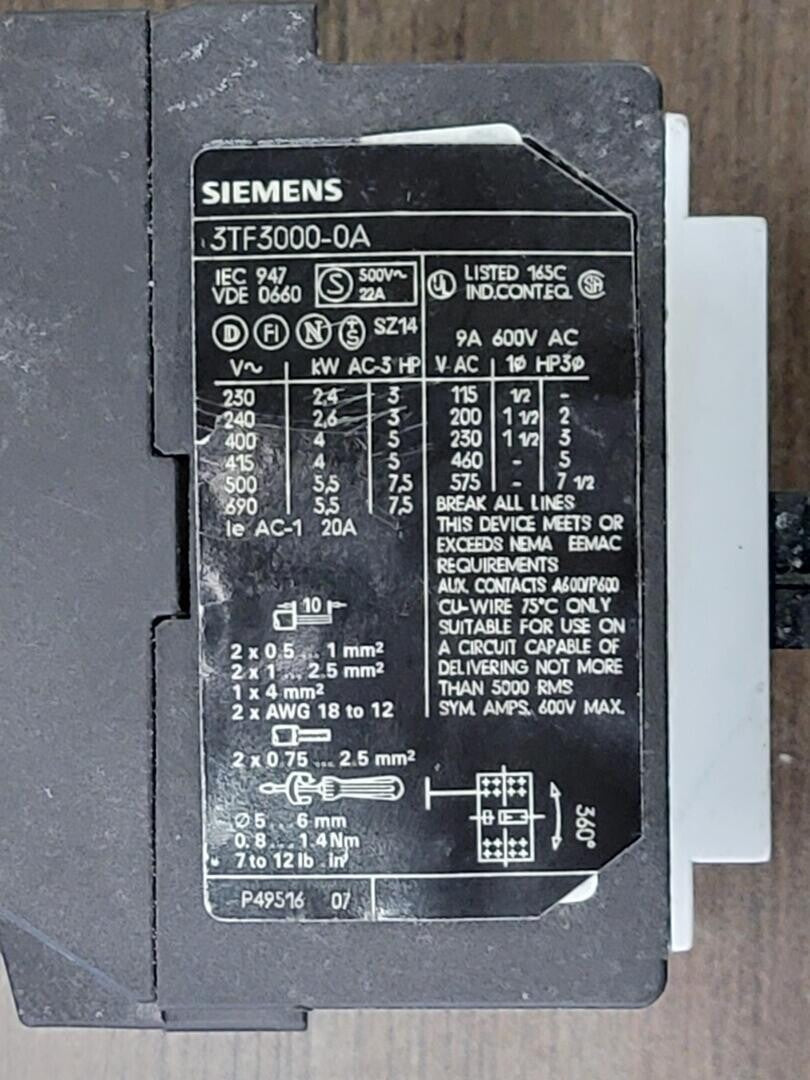 SIEMENS
3TF3000-0A
IEC 947
VDE 0660
S 500V~
22A
D FI N S SZ14
V~ kW AC-3 HP
230 2,4 3
240 2,6 3
400 4 5
415 4 5
500 5,5 7,5
690 5,5 7,5
Ie AC-1 20A
10
2 x 0.5 ... 1 mm²
2 x 1 ... 2.5 mm²
1 x 4 mm²
2 x AWG 18 to 12
2 x 0.75 ... 2.5 mm²
Ø 5 ... 6 mm
0.8 ... 1.4 Nm
7 to 12 lb · in
UL LISTED 165C
IND.CONT.EQ. SA
9A 600V AC
V AC 1Ø HP 3Ø
115 1/2 -
200 1 1/2 2
230 1 1/2 3
460 - 5
575 - 7 1/2
BREAK ALL LINES
THIS DEVICE MEETS OR
EXCEEDS NEMA EEMAC
REQUIREMENTS
AUX. CONTACTS A600/P600
CU-WIRE 75°C ONLY
SUITABLE FOR USE ON
A CIRCUIT CAPABLE OF
DELIVERING NOT MORE
THAN 5000 RMS
SYM. AMPS. 600V MAX.
360°
P49516 07